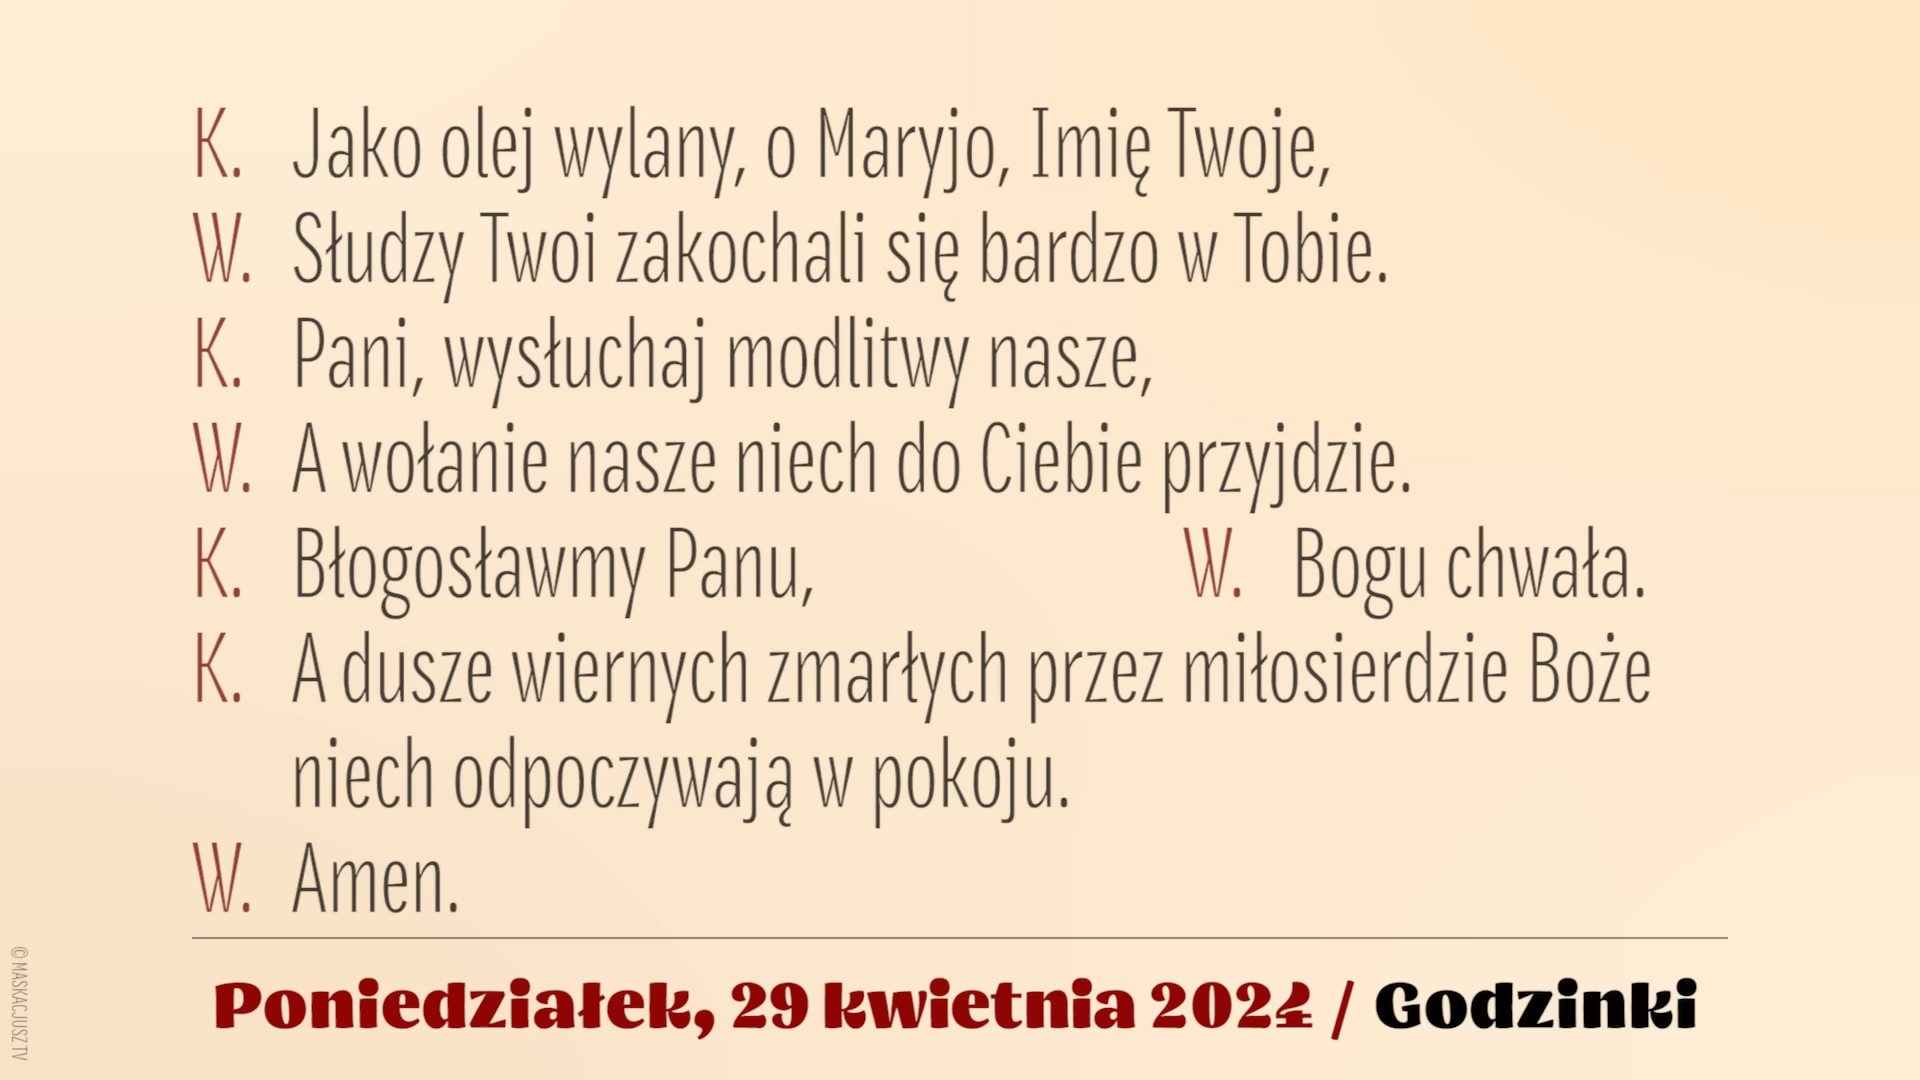 K. Jako olej wylany, o Maryjo, Imię Twoje,
W. Słudzy Twoi zakochali się bardzo w Tobie.
K. Pani, wysłuchaj modlitwy nasze,
W. A wołanie nasze niech do Ciebie przyjdzie.
K. Błogosławmy Panu, W. Bogu chwała.
K. A dusze wiernych zmarłych przez miłosierdzie Boże
niech odpoczywają w pokoju.
W. Amen.
Poniedziałek, 29 kwietnia 2024 / Godzinki
© MASKACJUSZ TV